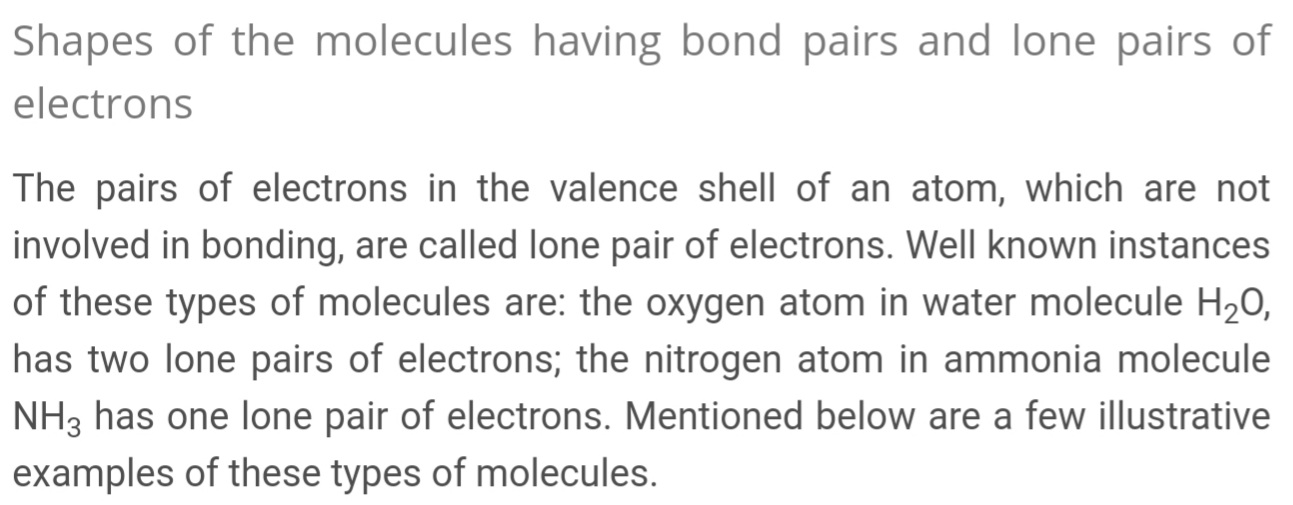 Shapes of the molecules having bond pairs and lone pairs of
electrons
The pairs of electrons in the valence shell of an atom, which are not
involved in bonding, are called lone pair of electrons. Well known instances
of these types of molecules are: the oxygen atom in water molecule H₂O,
has two lone pairs of electrons; the nitrogen atom in ammonia molecule
NH₃ has one lone pair of electrons. Mentioned below are a few illustrative
examples of these types of molecules.